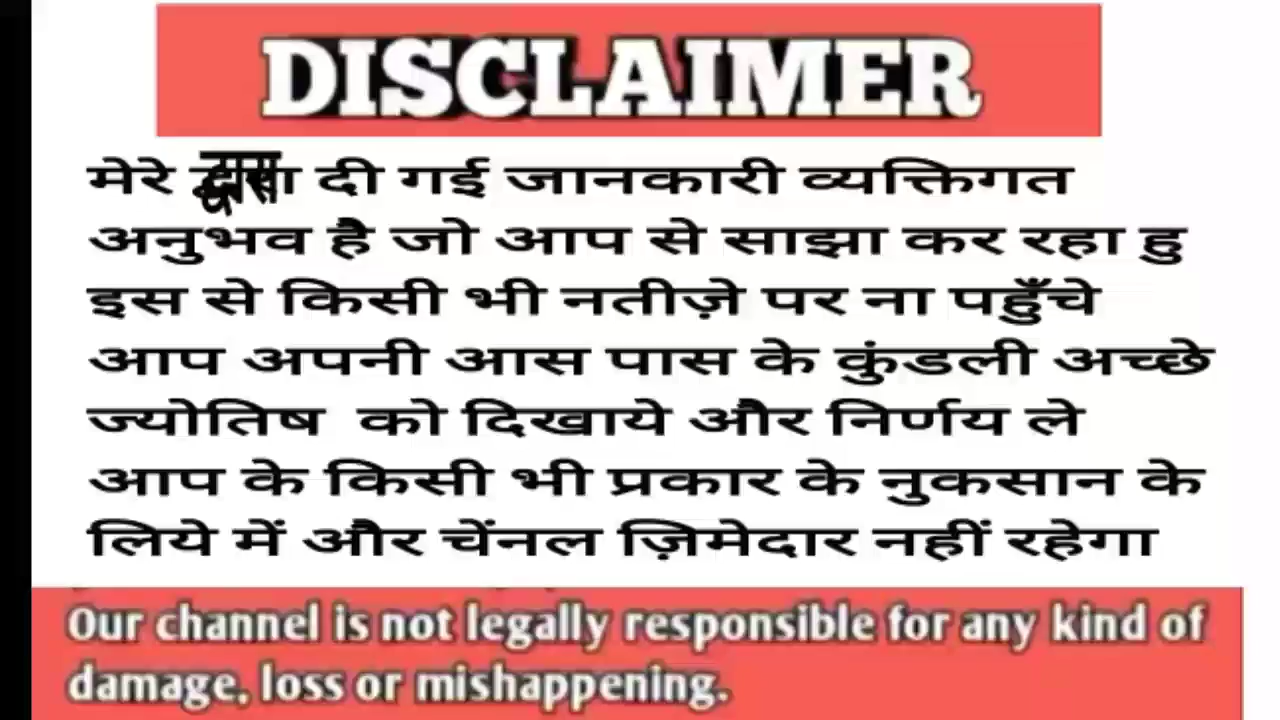 DISCLAIMER
मेरे द्वारा दी गई जानकारी व्यक्तिगत
अनुभव है जो आप से साझा कर रहा हु
इस से किसी भी नतीज़े पर ना पहुँचे
आप अपनी आस पास के कुंडली अच्छे
ज्योतिष को दिखाये और निर्णय ले
आप के किसी भी प्रकार के नुकसान के
लिये में और चेंनल ज़िमेदार नहीं रहेगा
Our channel is not legally responsible for any kind of
damage, loss or mishappening.